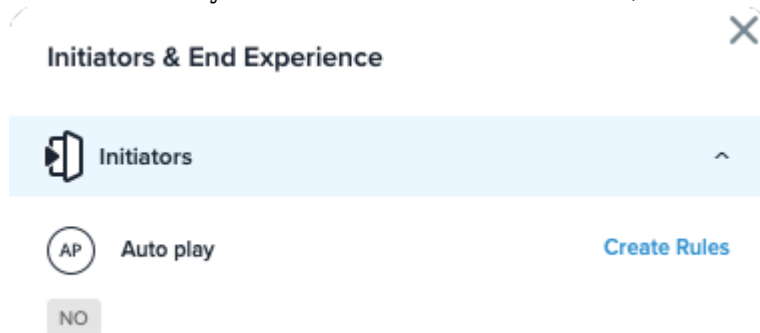 Initiators & End Experience
Initiators
AP Auto play Create Rules
NO